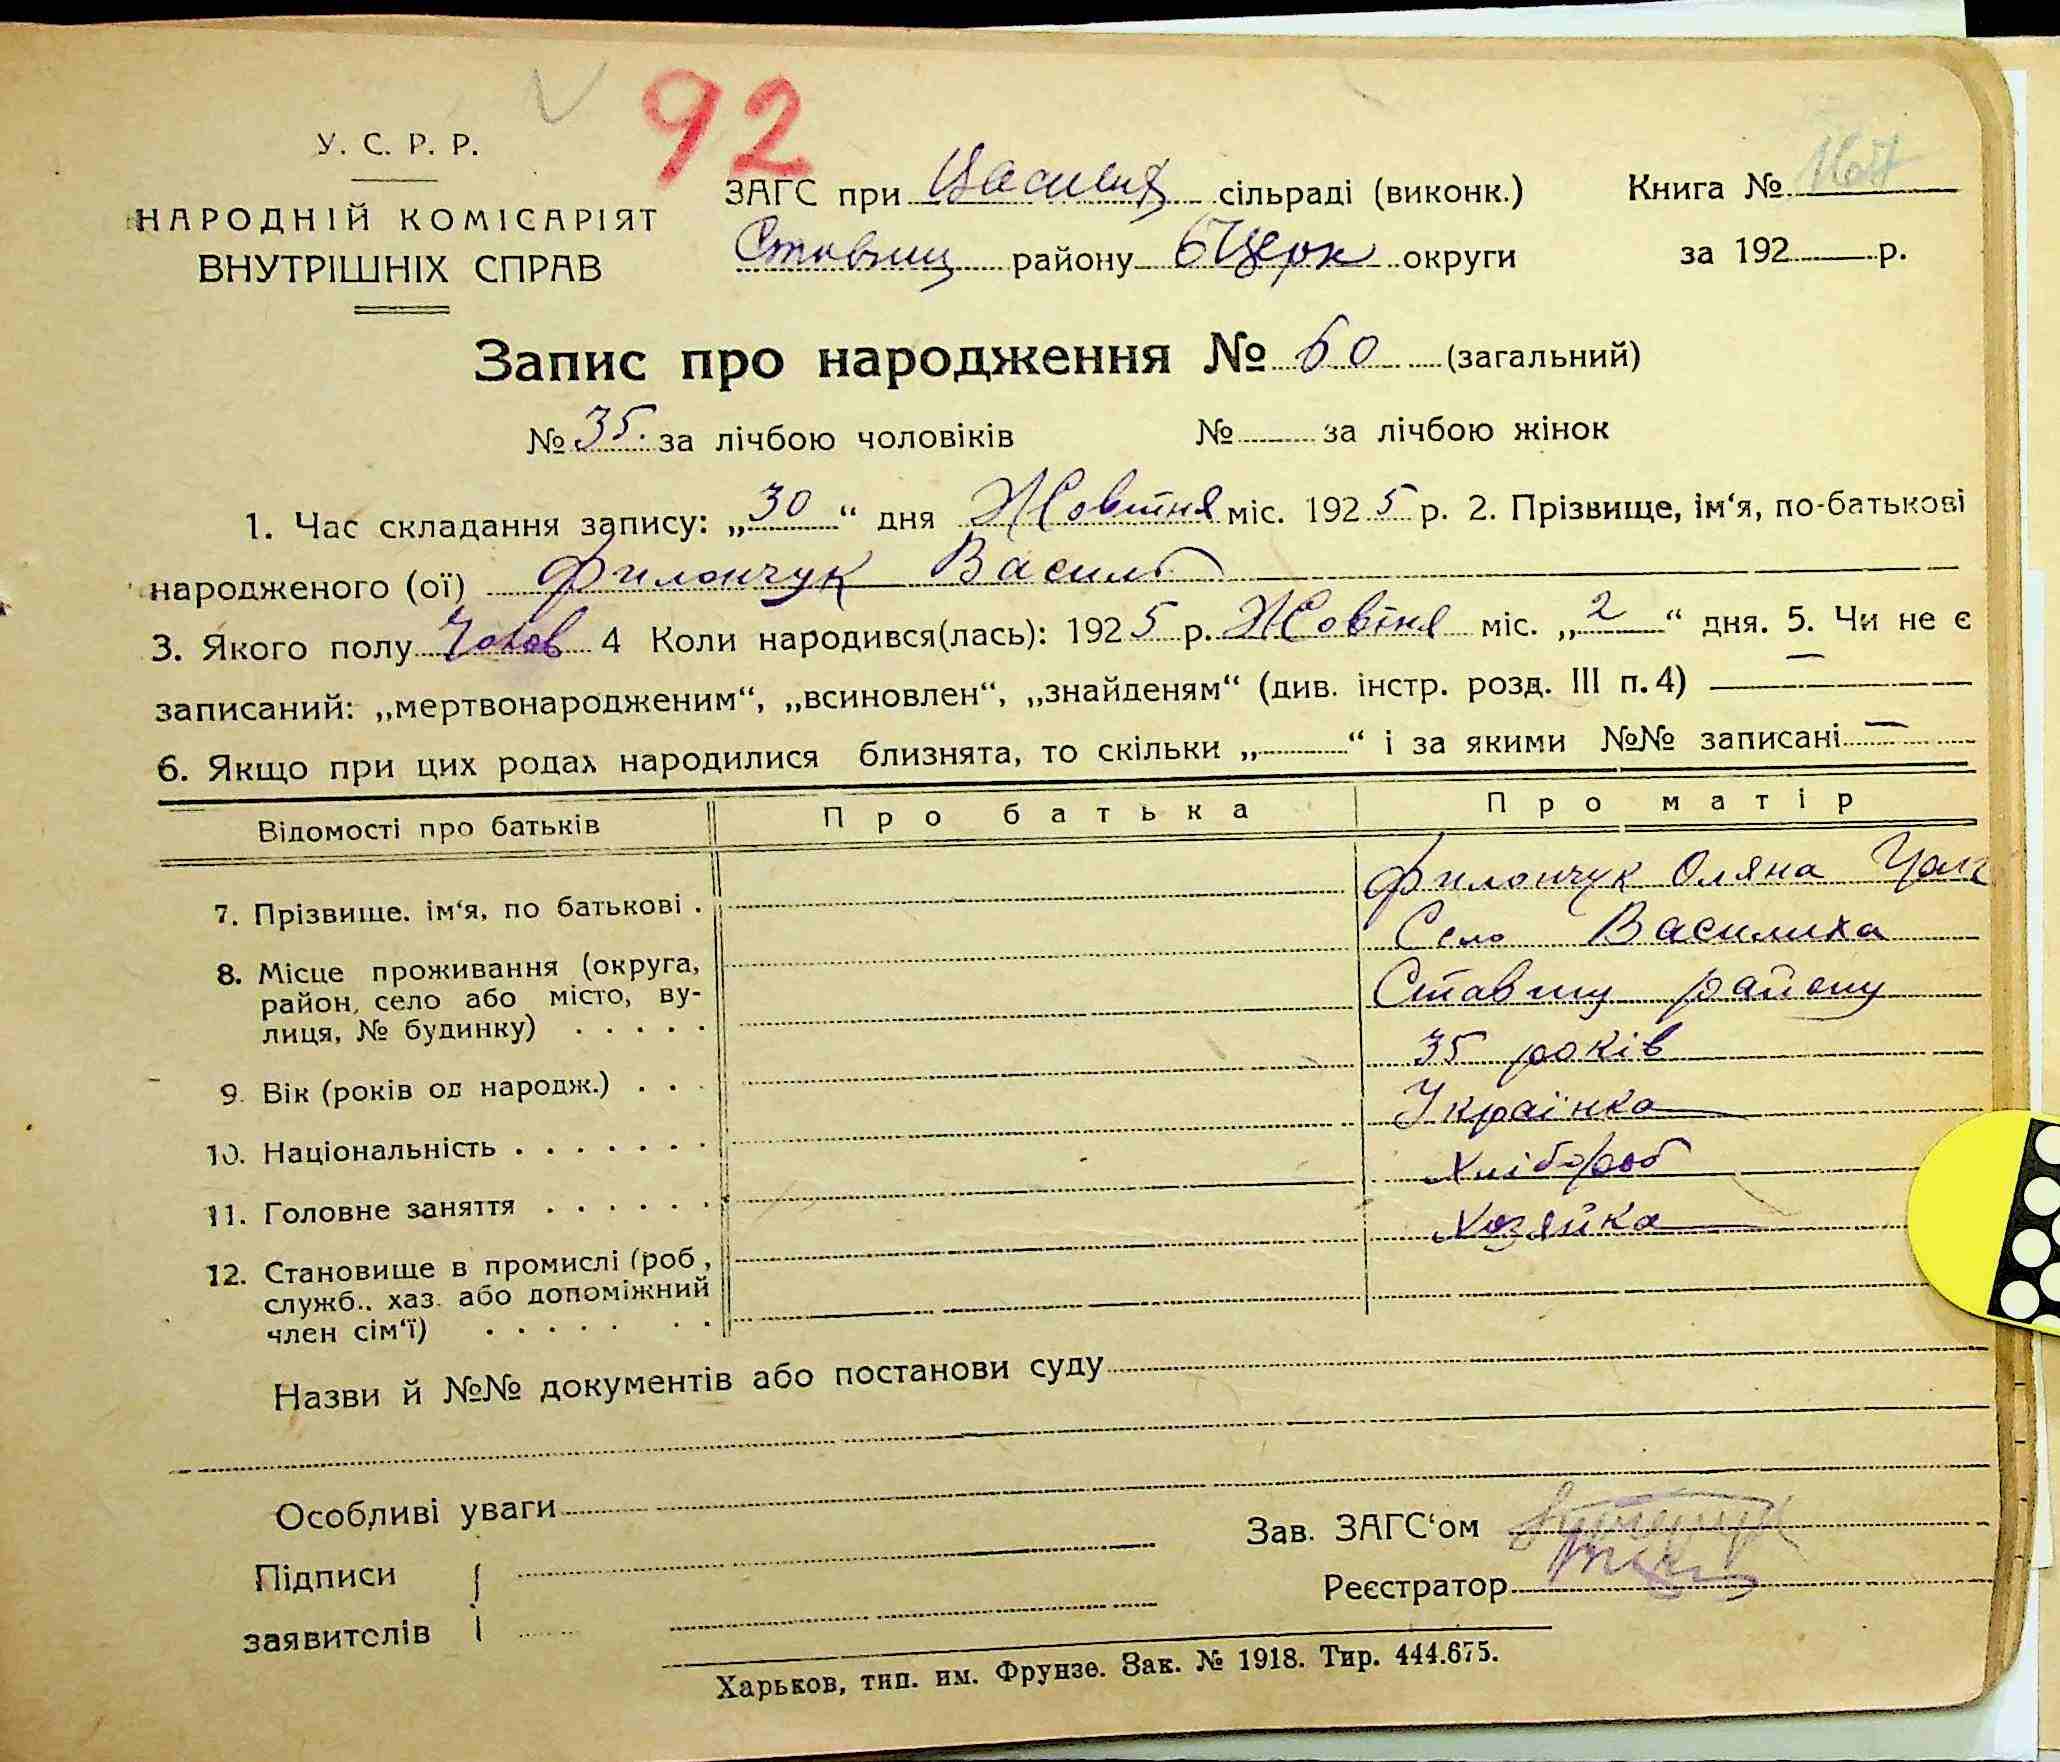 92
У. С. Р. Р.
НАРОДНІЙ КОМІСАРІЯТ
ВНУТРІШНІХ СПРАВ
ЗАГС при сільраді (виконк.)
Ставищ району бЦерк округи
Книга №
за 192 р.
Запис про народження № 60 (загальний)
№ 35. за лічбою чоловіків № за лічбою жінок
1. Час складання запису: „30“ дня Жовтня міс. 1925 р. 2. Прізвище, ім‘я, по-батькові
народженого (ої) Филончук Василь
3. Якого полу Чолов 4 Коли народився(лась): 1925 р. Жовтня міс. „2“ дня. 5. Чи не є
записаний: „мертвонародженим“, „всиновлен“, „знайденям“ (див. інстр. розд. III п. 4) —
6. Якщо при цих родах народилися близнята, то скільки „ “ і за якими №№ записані —
Відомості про батьків Про батька Про матір
7. Прізвище. ім‘я, по батькові . Филончук Оляна
8. Місце проживання (округа, район, село або місто, ву-
лиця, № будинку) . . . . .
Село Василиха
Ставищ району
9. Вік (років од народж.) . . . 35 років
10. Національність . . . . . . . Українка
11. Головне заняття . . . . . . Хлібороб
12. Становище в промислі (роб, служб.. хаз. або допоміжний
член сім‘ї) . . . . . . .
Хозяйка
Назви й №№ документів або постанови суду
Особливі уваги
Зав. ЗАГС‘ом
Підписи
Реєстратор
заявителів
Харьков, тип. им. Фрунзе. Зак. № 1918. Тир. 444.675.